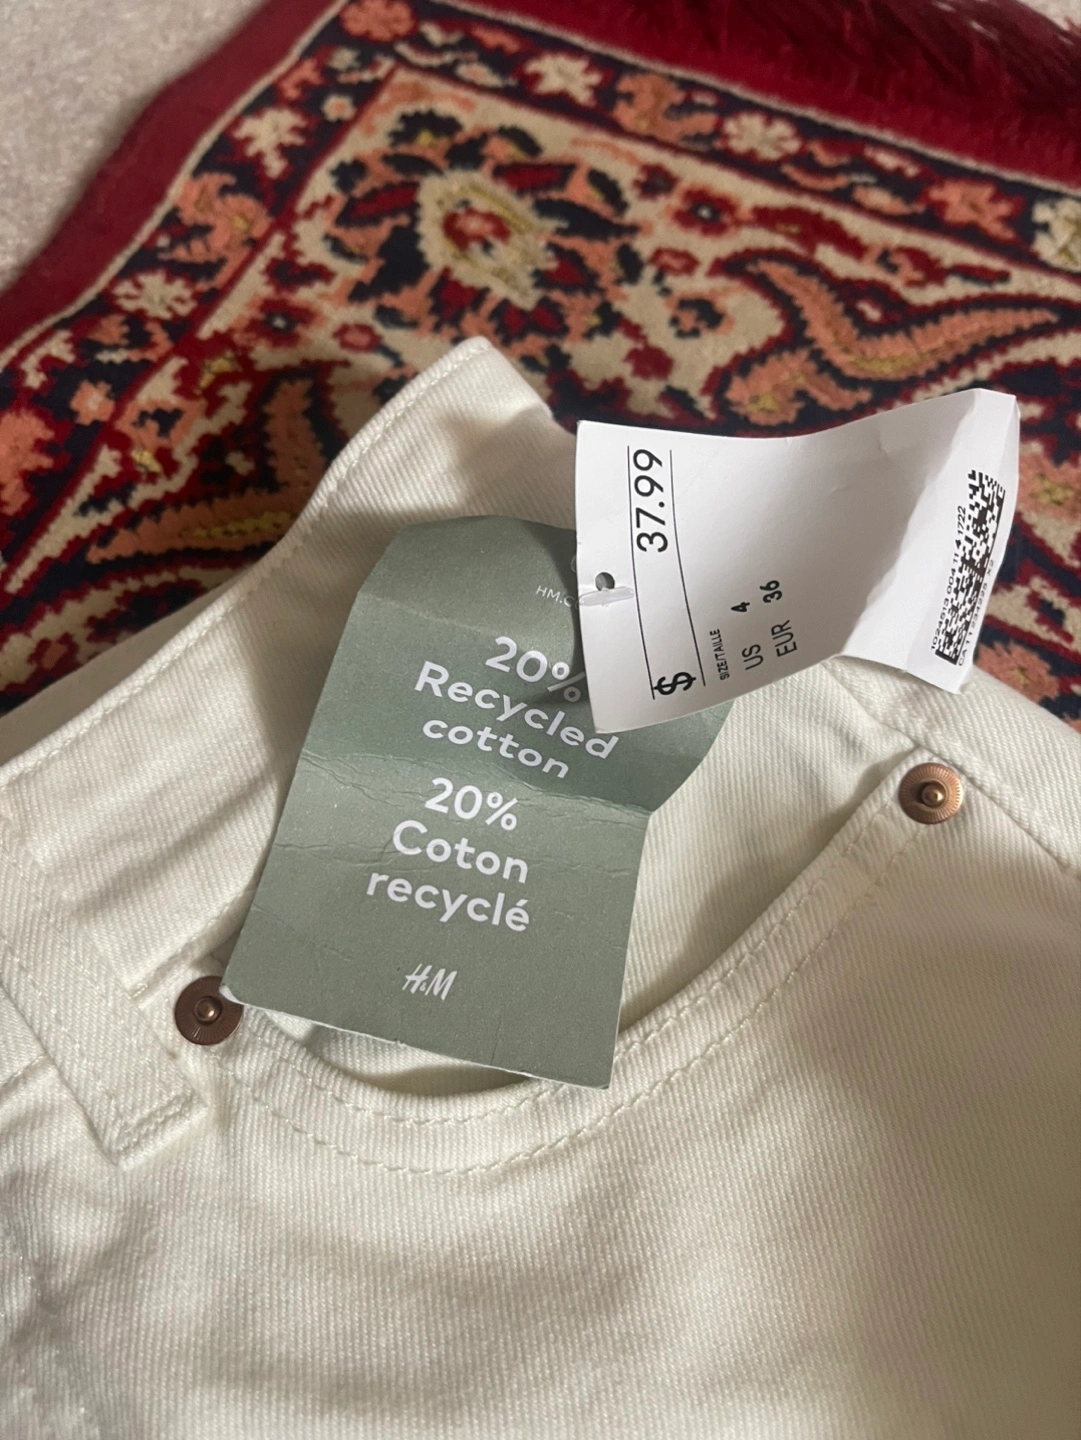 20%
Recycled
cotton
20%
Coton
recyclé
H&M
$ 37.99
SIZE/TAILLE
US 4
EUR 36